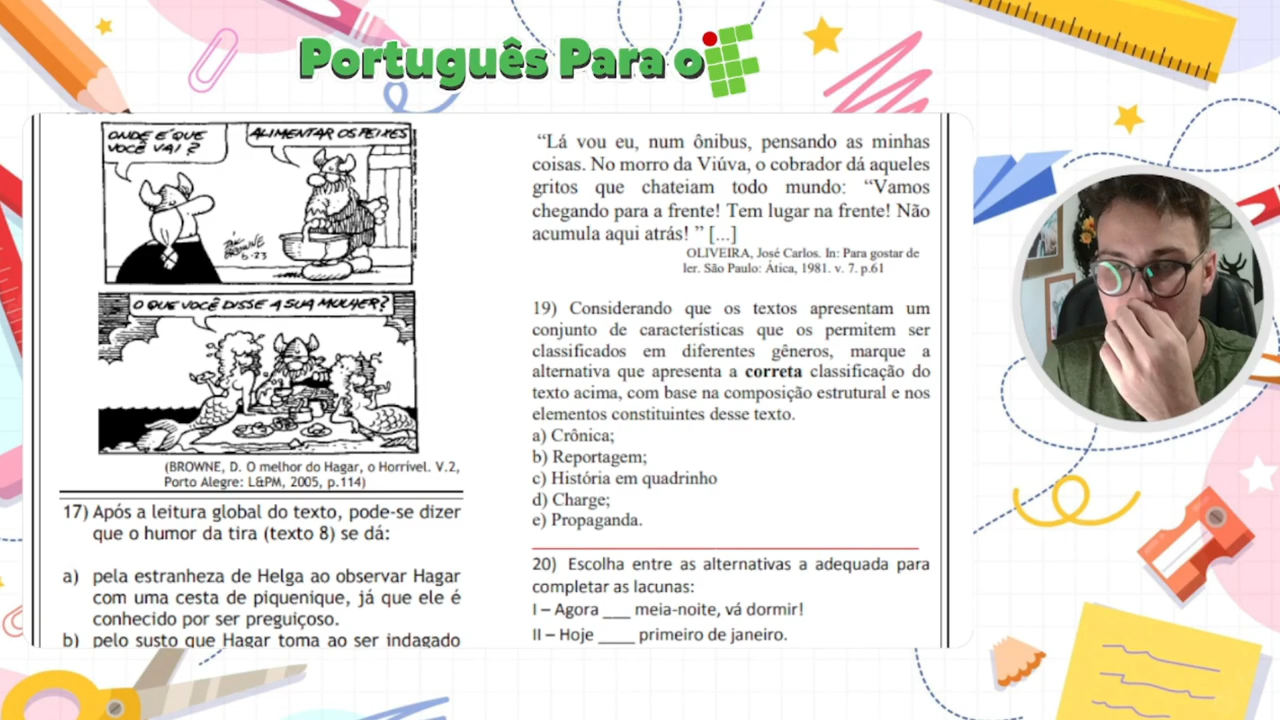 Português Para o
ONDE É QUE
VOCÊ VAI?
ALIMENTAR OS PEIXES
DIK
BROWNE
5-23
O QUE VOCÊ DISSE A SUA MULHER?
(BROWNE, D. O melhor do Hagar, o Horrível. V.2,
Porto Alegre: L&PM, 2005, p.114)
17) Após a leitura global do texto, pode-se dizer
que o humor da tira (texto 8) se dá:
a) pela estranheza de Helga ao observar Hagar
com uma cesta de piquenique, já que ele é
conhecido por ser preguiçoso.
b) pelo susto que Hagar toma ao ser indagado
“Lá vou eu, num ônibus, pensando as minhas
coisas. No morro da Viúva, o cobrador dá aqueles
gritos que chateiam todo mundo: “Vamos
chegando para a frente! Tem lugar na frente! Não
acumula aqui atrás! ” [...]
OLIVEIRA, José Carlos. In: Para gostar de
ler. São Paulo: Ática, 1981. v. 7. p.61
19) Considerando que os textos apresentam um
conjunto de características que os permitem ser
classificados em diferentes gêneros, marque a
alternativa que apresenta a correta classificação do
texto acima, com base na composição estrutural e nos
elementos constituintes desse texto.
a) Crônica;
b) Reportagem;
c) História em quadrinho
d) Charge;
e) Propaganda.
20) Escolha entre as alternativas a adequada para
completar as lacunas:
I – Agora ___ meia-noite, vá dormir!
II – Hoje ____ primeiro de janeiro.